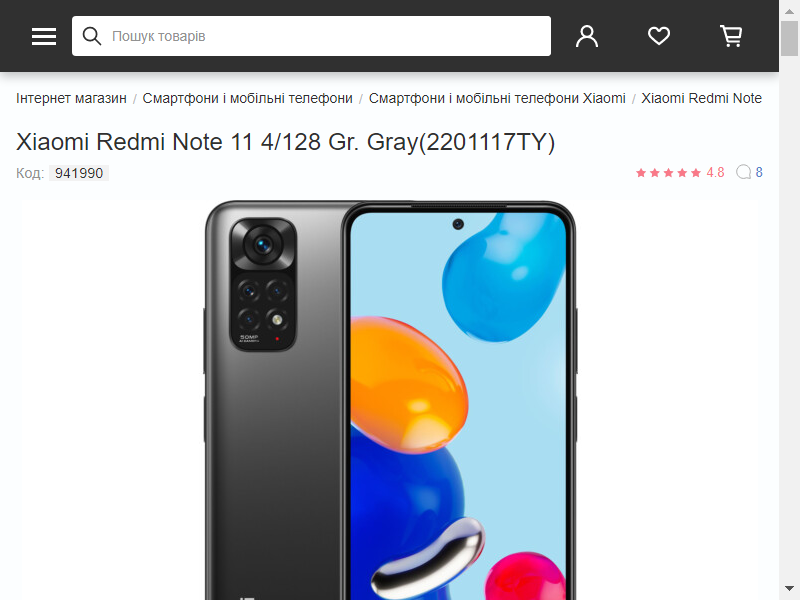 Пошук товарів
Інтернет магазин / Смартфони і мобільні телефони / Смартфони і мобільні телефони Xiaomi / Xiaomi Redmi Note
Xiaomi Redmi Note 11 4/128 Gr. Gray(2201117TY)
Код: 941990
4.8 8
50MP